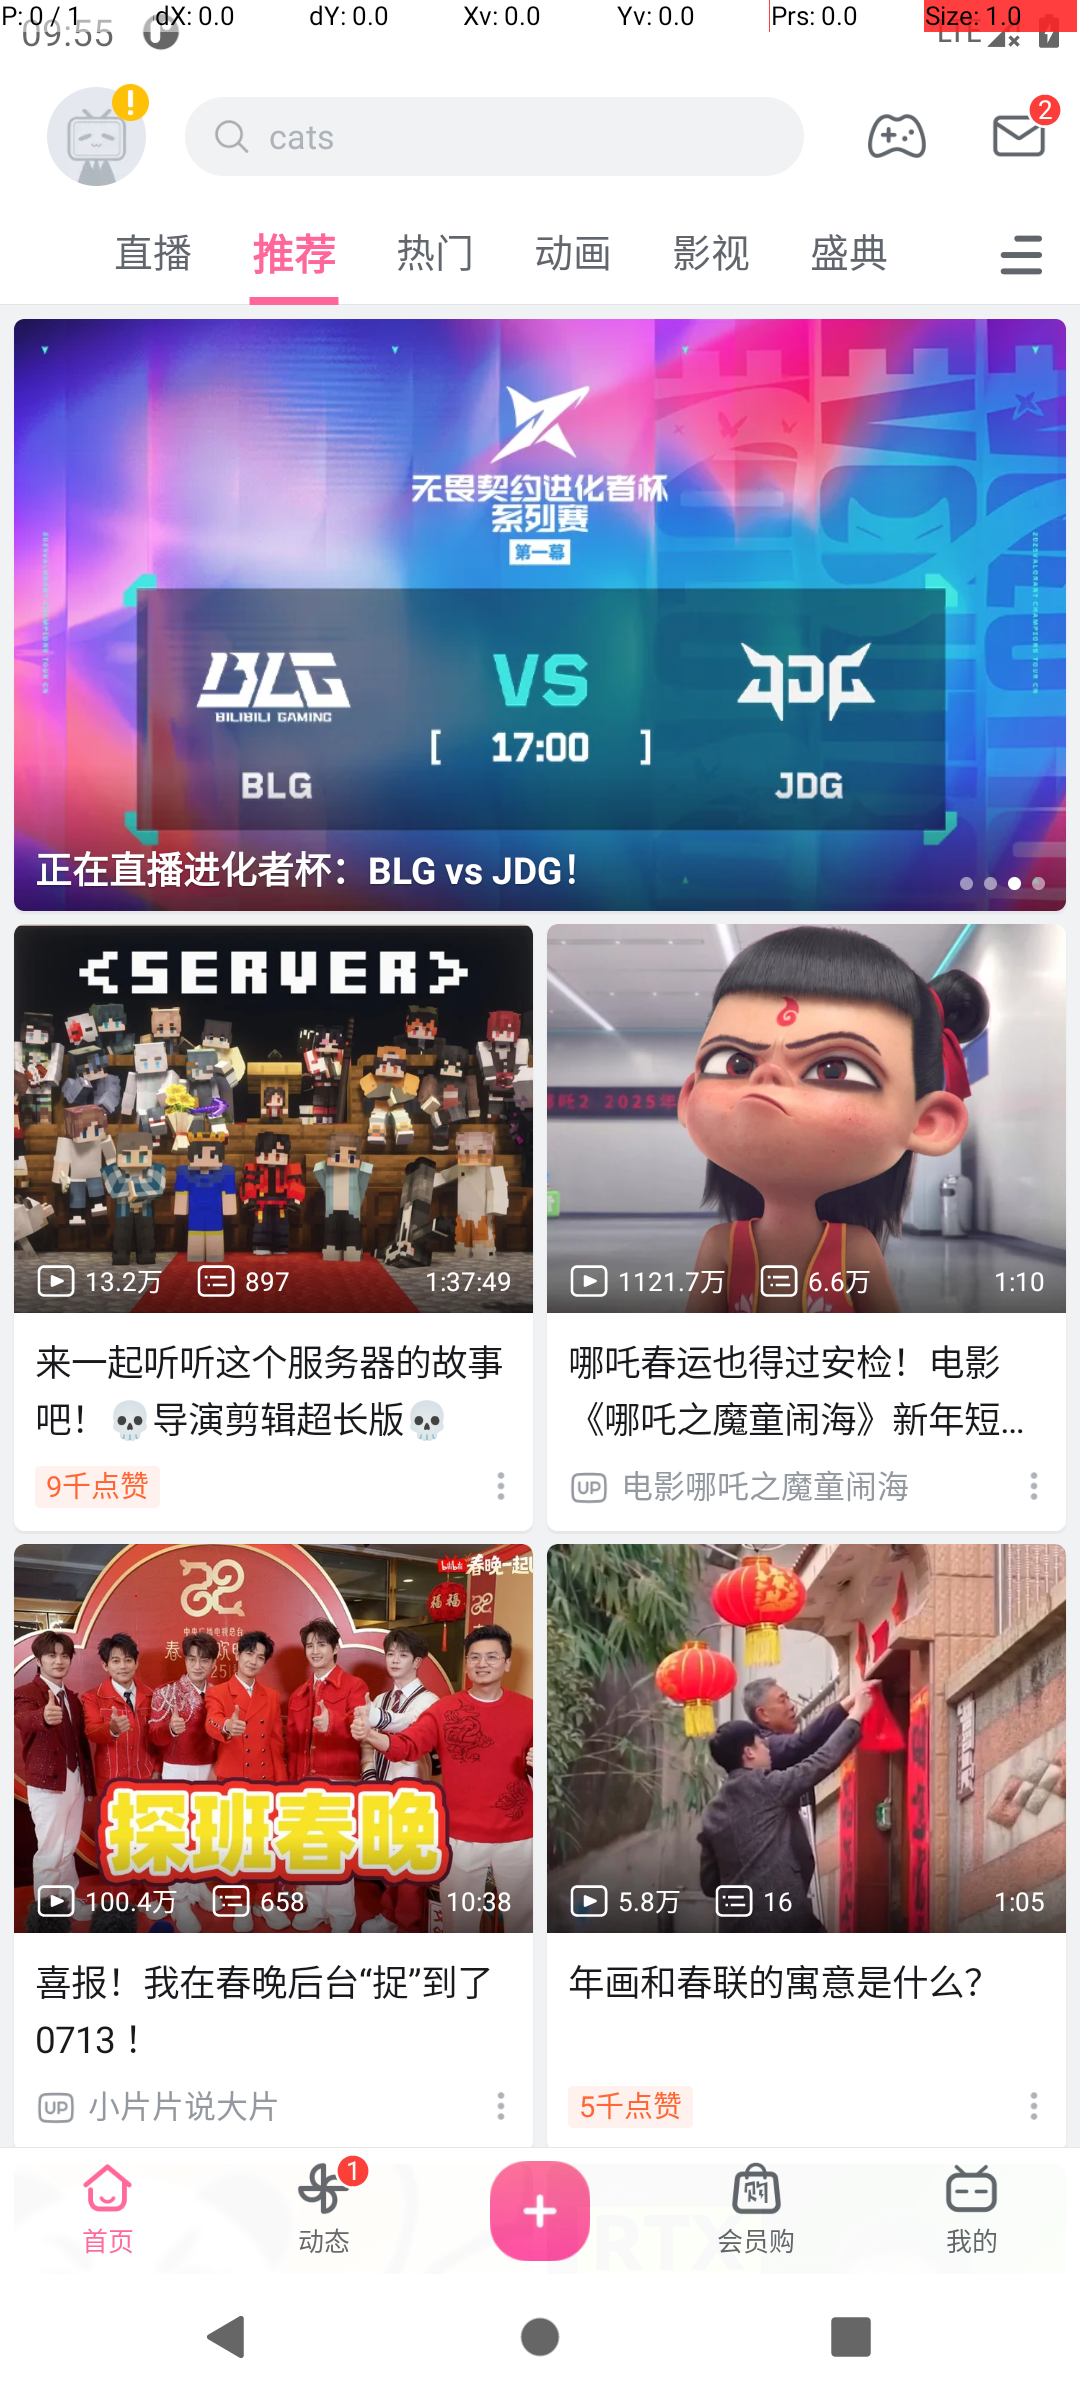 P: 0 / 1 dX: 0.0 dY: 0.0 Xv: 0.0 Yv: 0.0 Prs: 0.0 Size: 1.0
09:55 LTE
cats
2
直播 推荐 热门 动画 影视 盛典
无畏契约进化者杯
系列赛
第一幕
BLG
BILIBILI GAMING
VS
JDG
[ 17:00 ]
BLG JDG
正在直播进化者杯：BLG vs JDG！
<SERVER>
13.2万 897 1:37:49
来一起听听这个服务器的故事
吧！💀导演剪辑超长版💀
9千点赞
1121.7万 6.6万 1:10
哪吒春运也得过安检！电影
《哪吒之魔童闹海》新年短...
UP 电影哪吒之魔童闹海
bilibili 春晚一起
福福
探班春晚
100.4万 658 10:38
喜报！我在春晚后台“捉”到了
0713！
UP 小片片说大片
5.8万 16 1:05
年画和春联的寓意是什么？
5千点赞
首页 动态 1 会员购 我的